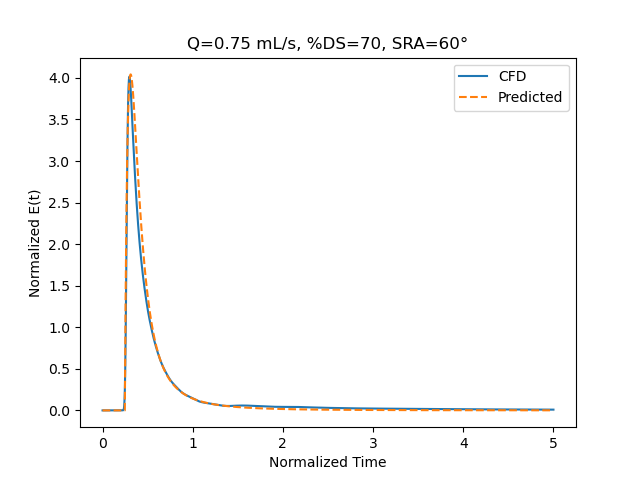 Q=0.75 mL/s, %DS=70, SRA=60°
CFD
Predicted
Normalized E(t)
4.0
3.5
3.0
2.5
2.0
1.5
1.0
0.5
0.0
0 1 2 3 4 5
Normalized Time